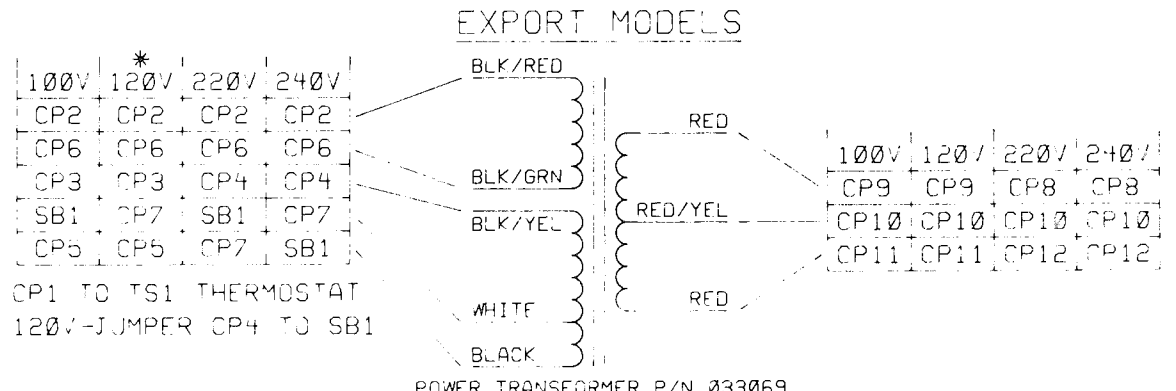 EXPORT MODELS
*
100V 120V 220V 240V
CP2 CP2 CP2 CP2
CP6 CP6 CP6 CP6
CP3 CP3 CP4 CP4
SB1 CP7 SB1 CP7
CP5 CP5 CP7 SB1
CP1 TO TS1 THERMOSTAT
120V-JUMPER CP4 TO SB1
BLK/RED
BLK/GRN
BLK/YEL
WHITE
BLACK
RED
RED/YEL
RED
100V 120V 220V 240V
CP9 CP9 CP8 CP8
CP10 CP10 CP10 CP10
CP11 CP11 CP12 CP12
POWER TRANSFORMER P/N 033069